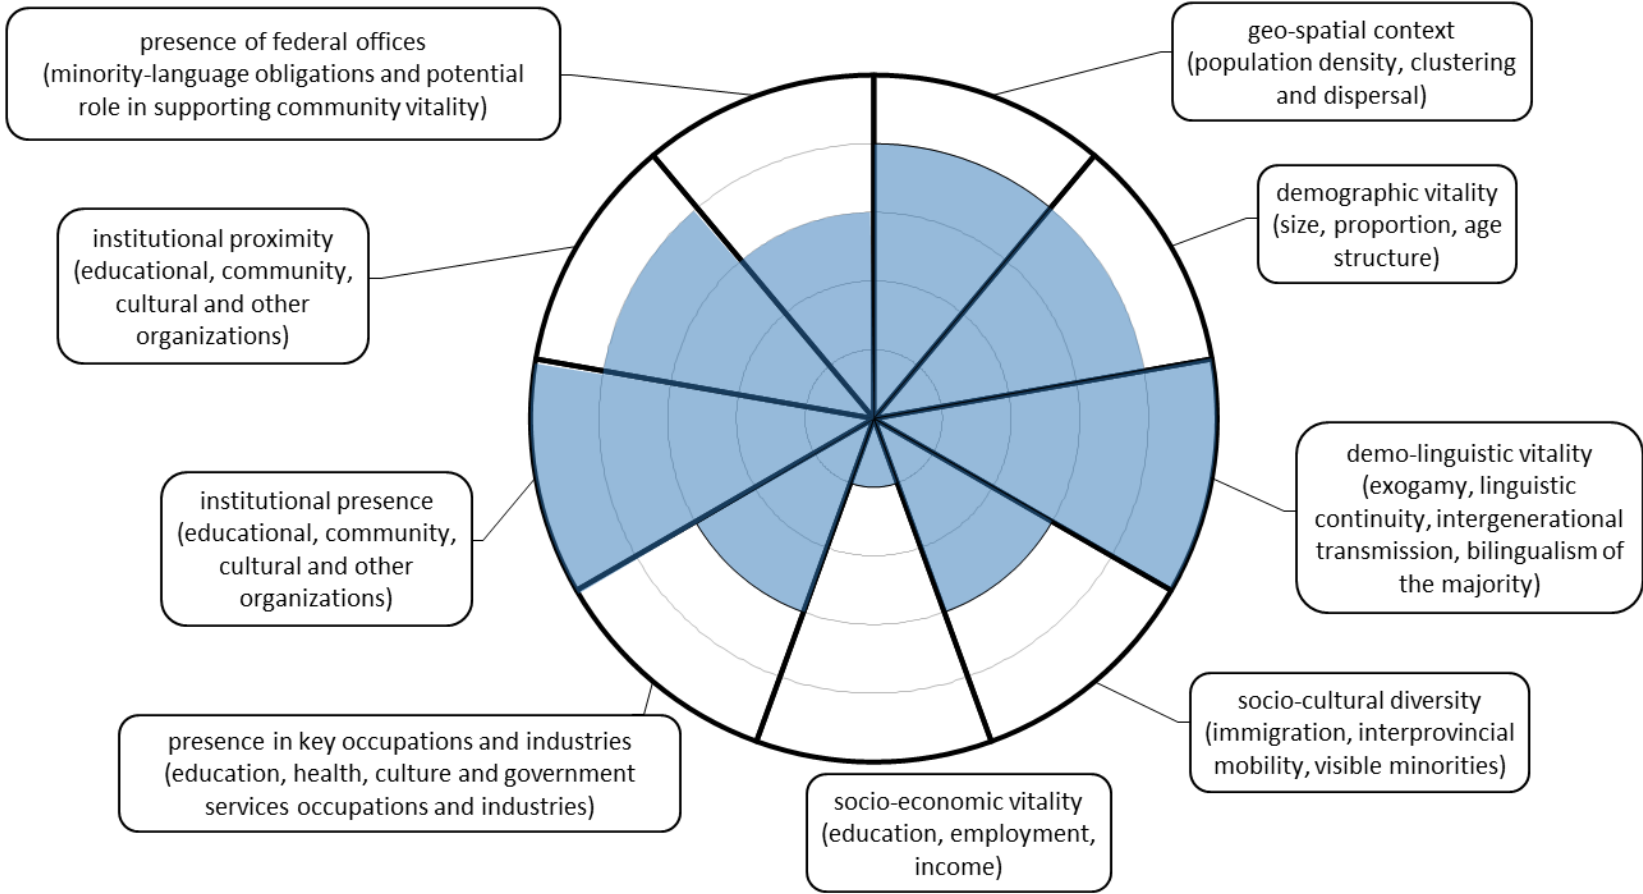 presence of federal offices
(minority-language obligations and potential
role in supporting community vitality)
geo-spatial context
(population density, clustering
and dispersal)
demographic vitality
(size, proportion, age
structure)
institutional proximity
(educational, community,
cultural and other
organizations)
demo-linguistic vitality
(exogamy, linguistic
continuity, intergenerational
transmission, bilingualism of
the majority)
institutional presence
(educational, community,
cultural and other
organizations)
socio-cultural diversity
(immigration, interprovincial
mobility, visible minorities)
presence in key occupations and industries
(education, health, culture and government
services occupations and industries)
socio-economic vitality
(education, employment,
income)